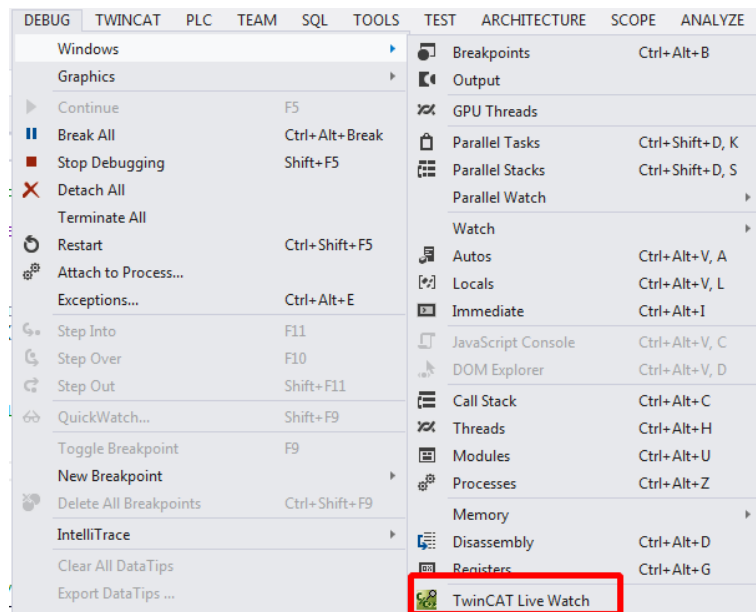 DEBUG TWINCAT PLC TEAM SQL TOOLS TEST ARCHITECTURE SCOPE ANALYZE
Windows
Graphics
Continue F5
Break All Ctrl+Alt+Break
Stop Debugging Shift+F5
Detach All
Terminate All
Restart Ctrl+Shift+F5
Attach to Process...
Exceptions... Ctrl+Alt+E
Step Into F11
Step Over F10
Step Out Shift+F11
QuickWatch... Shift+F9
Toggle Breakpoint F9
New Breakpoint
Delete All Breakpoints Ctrl+Shift+F9
IntelliTrace
Clear All DataTips
Export DataTips ...
Breakpoints Ctrl+Alt+B
Output
GPU Threads
Parallel Tasks Ctrl+Shift+D, K
Parallel Stacks Ctrl+Shift+D, S
Parallel Watch
Watch
Autos Ctrl+Alt+V, A
Locals Ctrl+Alt+V, L
Immediate Ctrl+Alt+I
JavaScript Console Ctrl+Alt+V, C
DOM Explorer Ctrl+Alt+V, D
Call Stack Ctrl+Alt+C
Threads Ctrl+Alt+H
Modules Ctrl+Alt+U
Processes Ctrl+Alt+Z
Memory
Disassembly Ctrl+Alt+D
Registers Ctrl+Alt+G
TwinCAT Live Watch